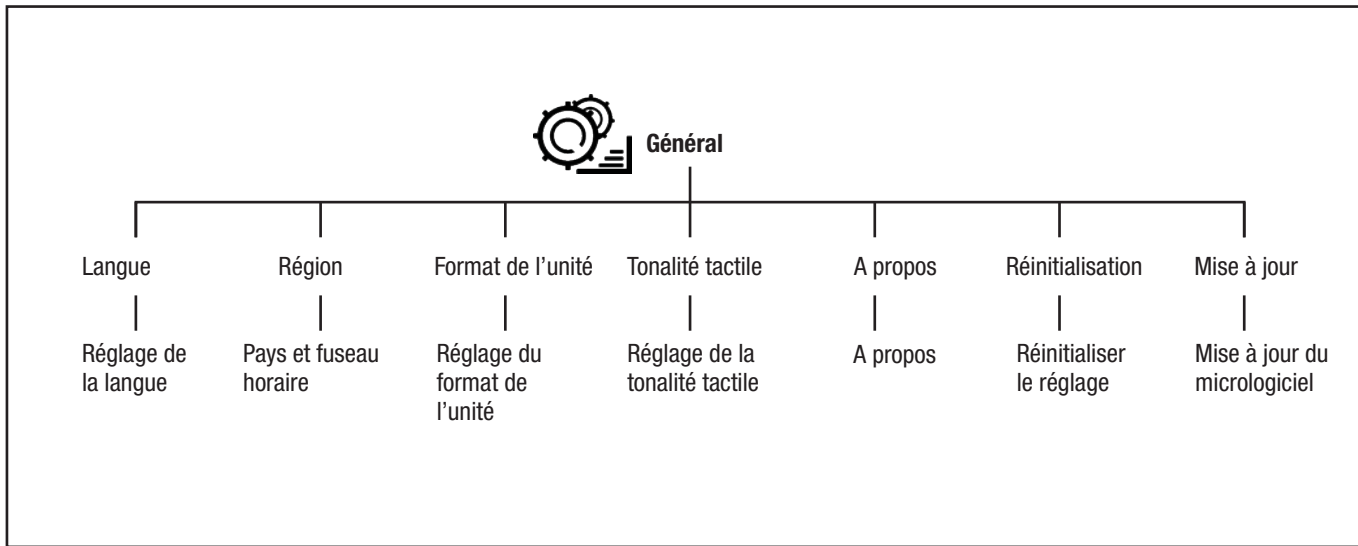 Général
Langue
Région
Format de l’unité
Tonalité tactile
A propos
Réinitialisation
Mise à jour
Réglage de
la langue
Pays et fuseau
horaire
Réglage du
format de
l’unité
Réglage de la
tonalité tactile
A propos
Réinitialiser
le réglage
Mise à jour du
micrologiciel